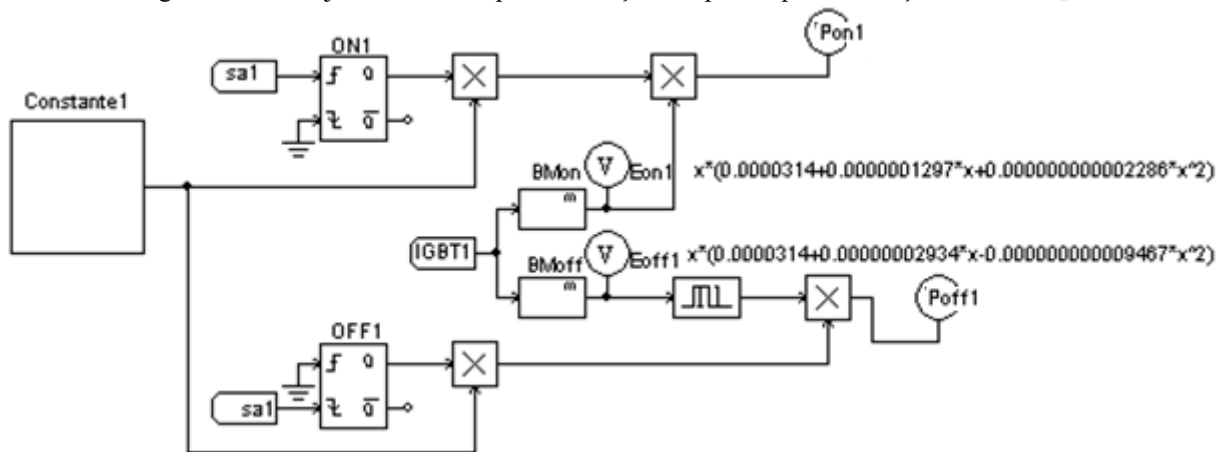 ON1
Pon1
sa1
Q
Q
Constante1
V
BMon
Eon1
x*(0.0000314+0.0000001297*x+0.000000000002286*x^2)
m
IGBT1
V
BMoff
Eoff1
x*(0.0000314+0.00000002934*x-0.000000000009467*x^2)
m
Poff1
OFF1
Q
sa1
Q